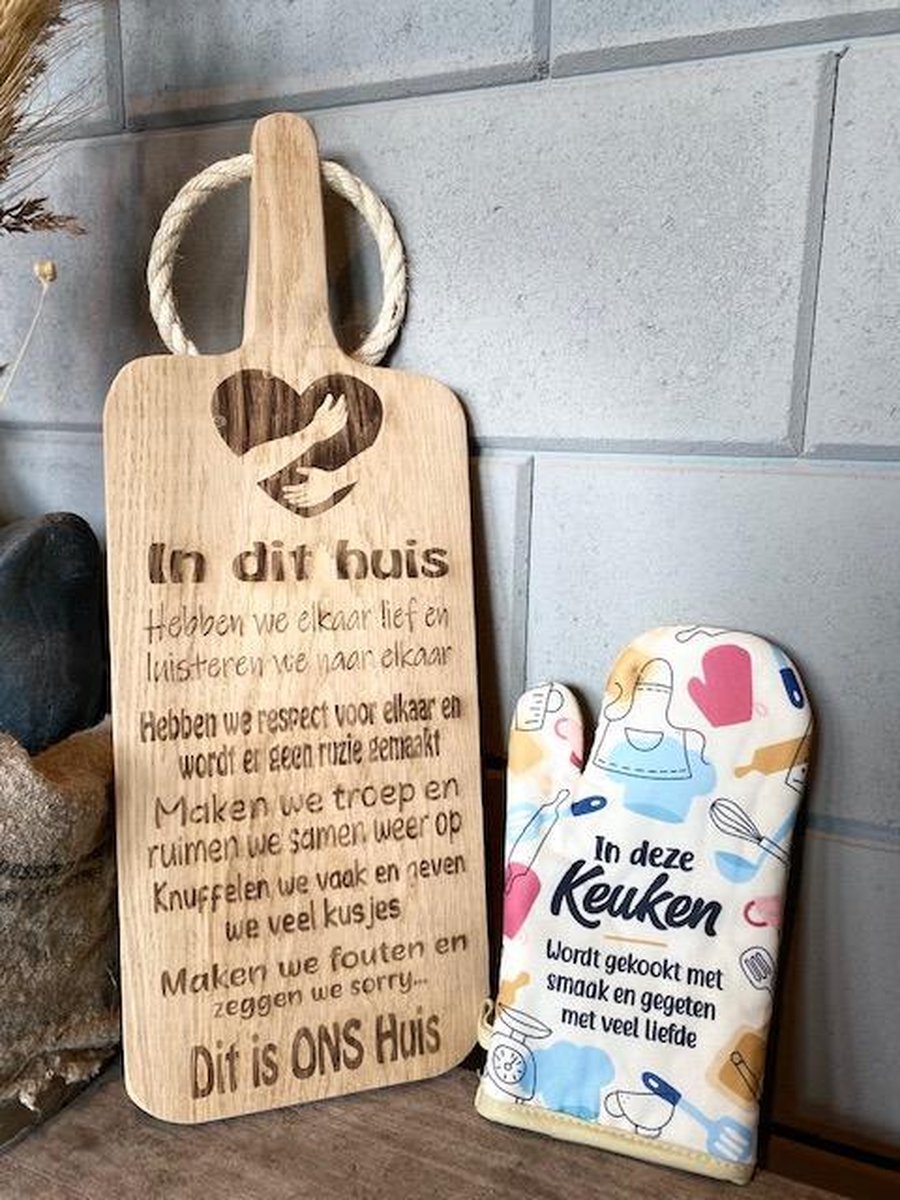 In dit huis
Hebben we elkaar lief en
luisteren we naar elkaar
Hebben we respect voor elkaar en
wordt er geen ruzie gemaakt
Maken we troep en
ruimen we samen weer op
Knuffelen we vaak en geven
we veel kusjes
Maken we fouten en
zeggen we sorry...
Dit is ONS Huis
In deze
Keuken
Wordt gekookt met
smaak en gegeten
met veel liefde